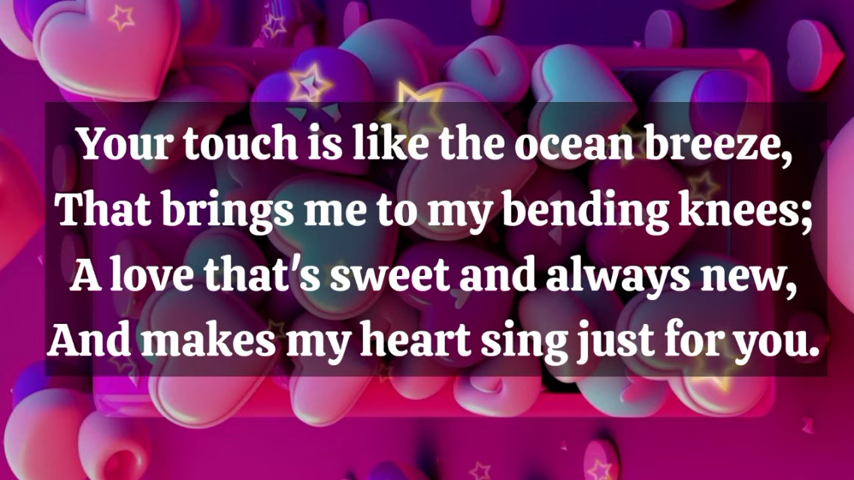 Your touch is like the ocean breeze,
That brings me to my bending knees;
A love that's sweet and always new,
And makes my heart sing just for you.